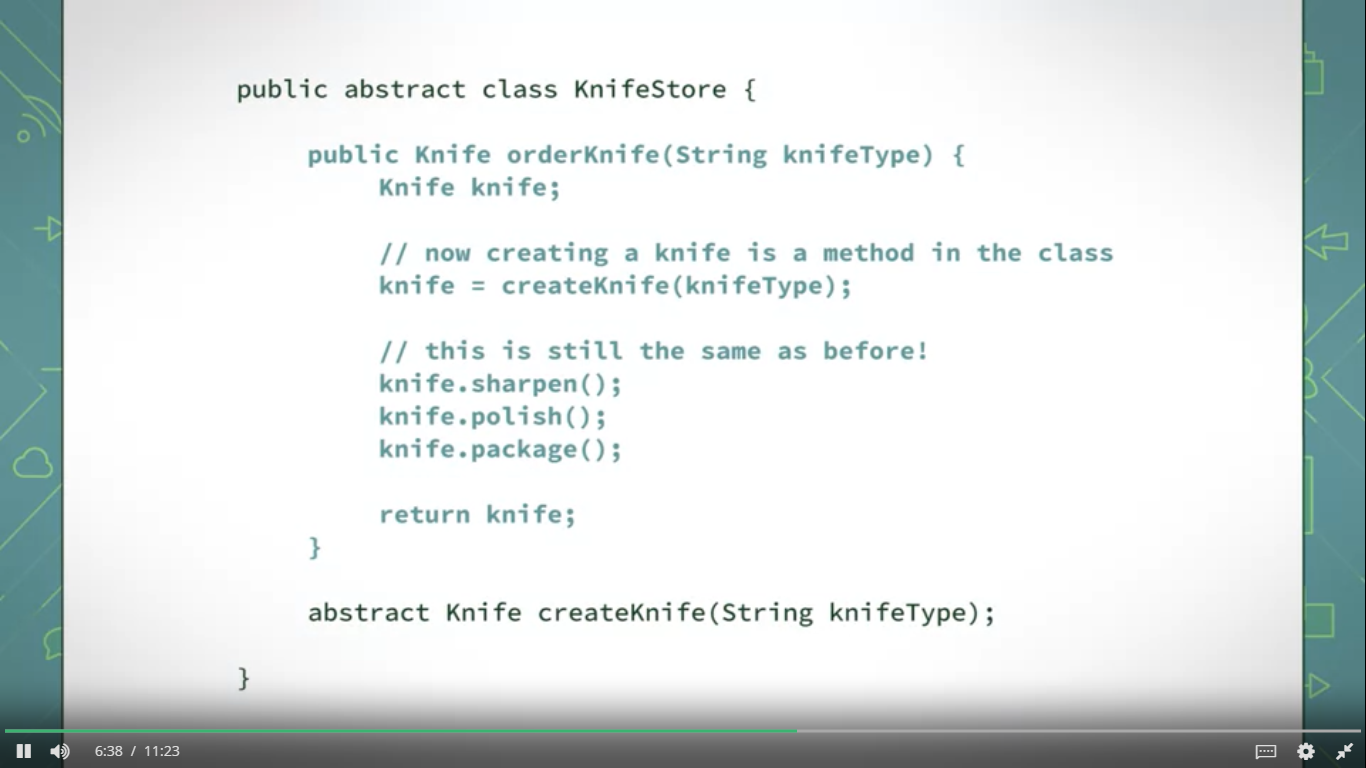 public abstract class KnifeStore {
public Knife orderKnife(String knifeType) {
Knife knife;
// now creating a knife is a method in the class
knife = createKnife(knifeType);
// this is still the same as before!
knife.sharpen();
knife.polish();
knife.package();
return knife;
}
abstract Knife createKnife(String knifeType);
}
6:38 / 11:23